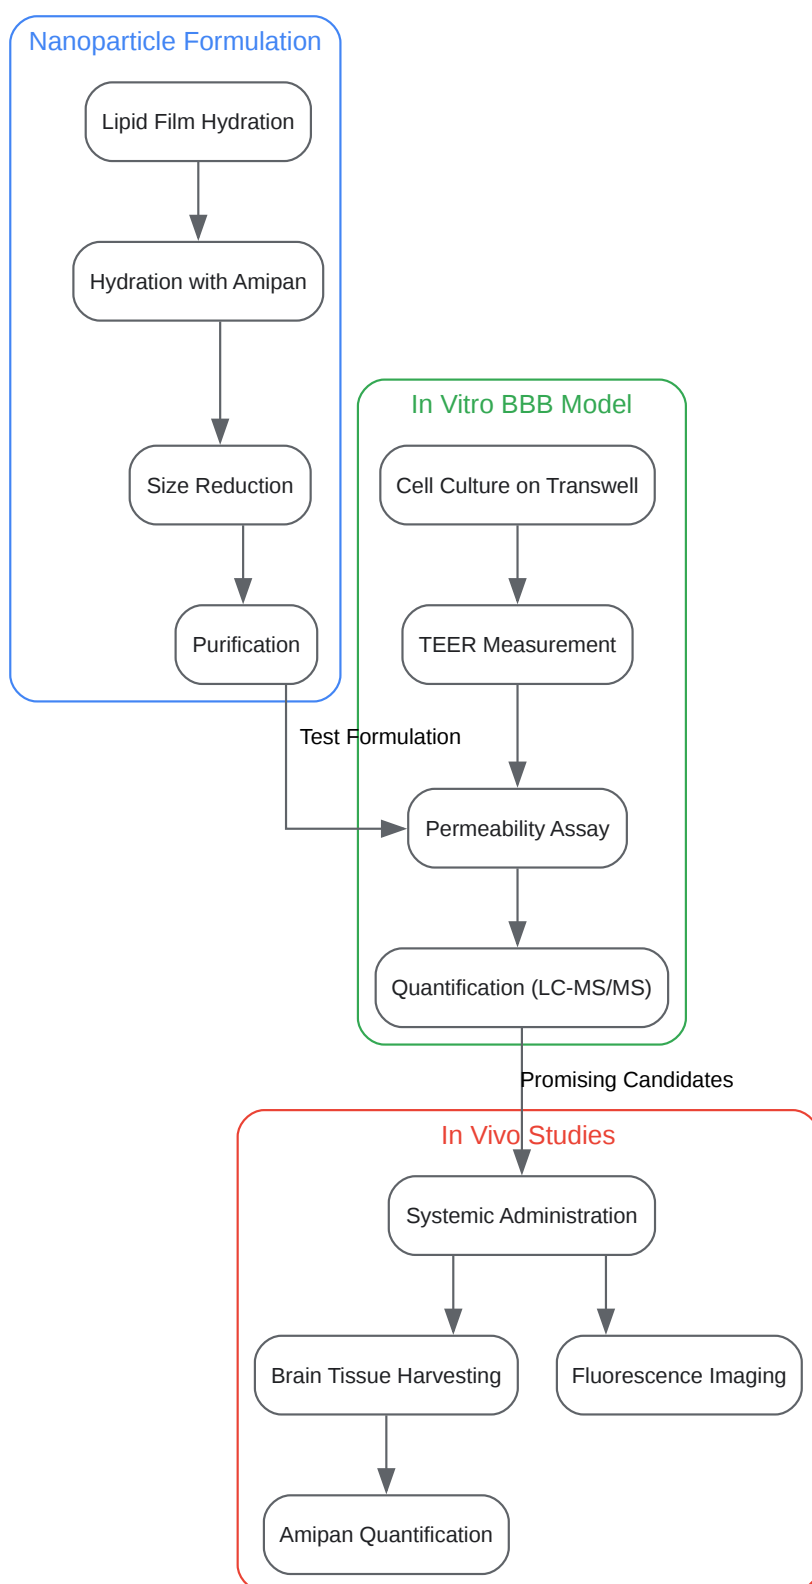 Nanoparticle Formulation
Lipid Film Hydration
Hydration with Amipan
Size Reduction
Purification
Test Formulation
In Vitro BBB Model
Cell Culture on Transwell
TEER Measurement
Permeability Assay
Quantification (LC-MS/MS)
Promising Candidates
In Vivo Studies
Systemic Administration
Brain Tissue Harvesting
Fluorescence Imaging
Amipan Quantification